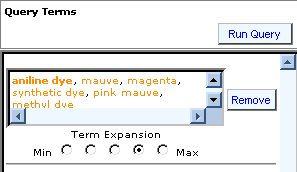 Query Terms
Run Query
aniline dye, mauve, magenta,
synthetic dye, pink mauve,
methyl dye
Remove
Term Expansion
Min Max